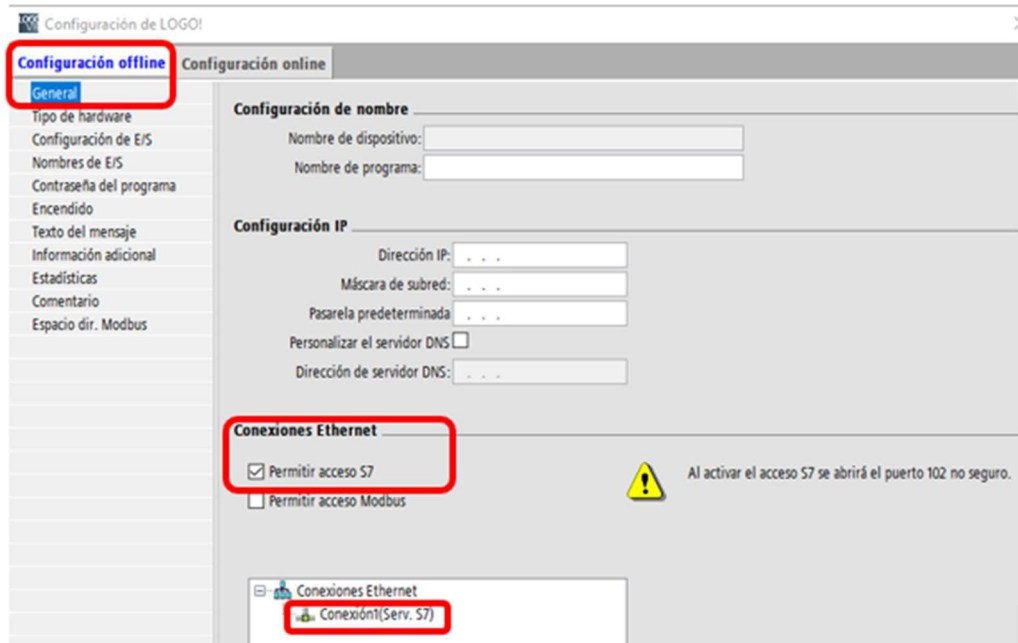 Configuración de LOGO!
Configuración offline
Configuración online
General
Tipo de hardware
Configuración de E/S
Nombres de E/S
Contraseña del programa
Encendido
Texto del mensaje
Información adicional
Estadísticas
Comentario
Espacio dir. Modbus
Configuración de nombre
Nombre de dispositivo:
Nombre de programa:
Configuración IP
Dirección IP: . . .
Máscara de subred: . . .
Pasarela predeterminada . . .
Personalizar el servidor DNS
Dirección de servidor DNS: . . .
Conexiones Ethernet
Permitir acceso S7
Al activar el acceso S7 se abrirá el puerto 102 no seguro.
Permitir acceso Modbus
Conexiones Ethernet
Conexión1(Serv. S7)